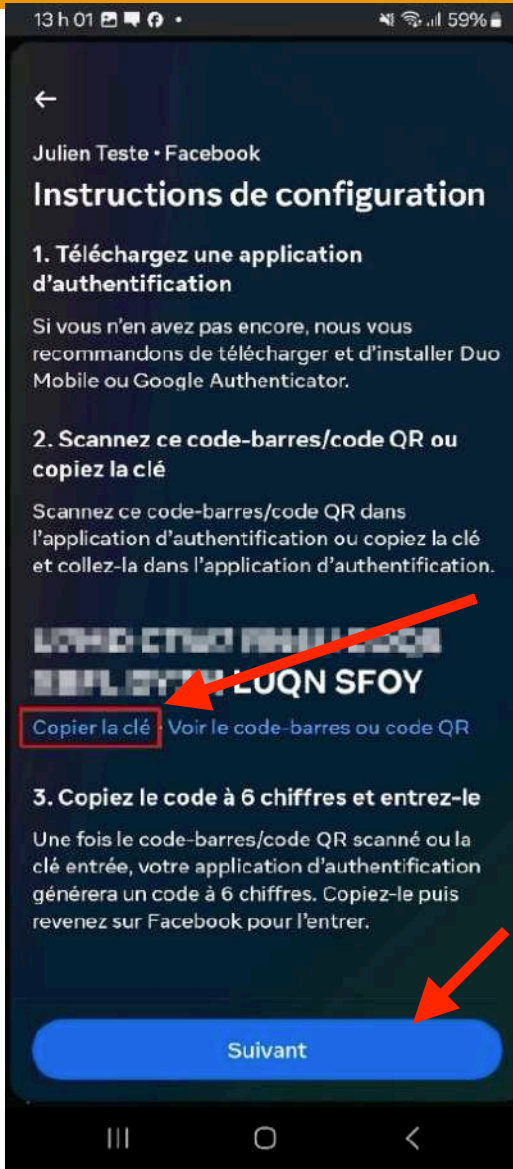 13 h 01 59%
Julien Teste • Facebook
Instructions de configuration
1. Téléchargez une application
d'authentification
Si vous n'en avez pas encore, nous vous
recommandons de télécharger et d'installer Duo
Mobile ou Google Authenticator.
2. Scannez ce code-barres/code QR ou
copiez la clé
Scannez ce code-barres/code QR dans
l'application d'authentification ou copiez la clé
et collez-la dans l'application d'authentification.
LUQN SFOY
Copier la clé · Voir le code-barres ou code QR
3. Copiez le code à 6 chiffres et entrez-le
Une fois le code-barres/code QR scanné ou la
clé entrée, votre application d'authentification
générera un code à 6 chiffres. Copiez-le puis
revenez sur Facebook pour l'entrer.
Suivant